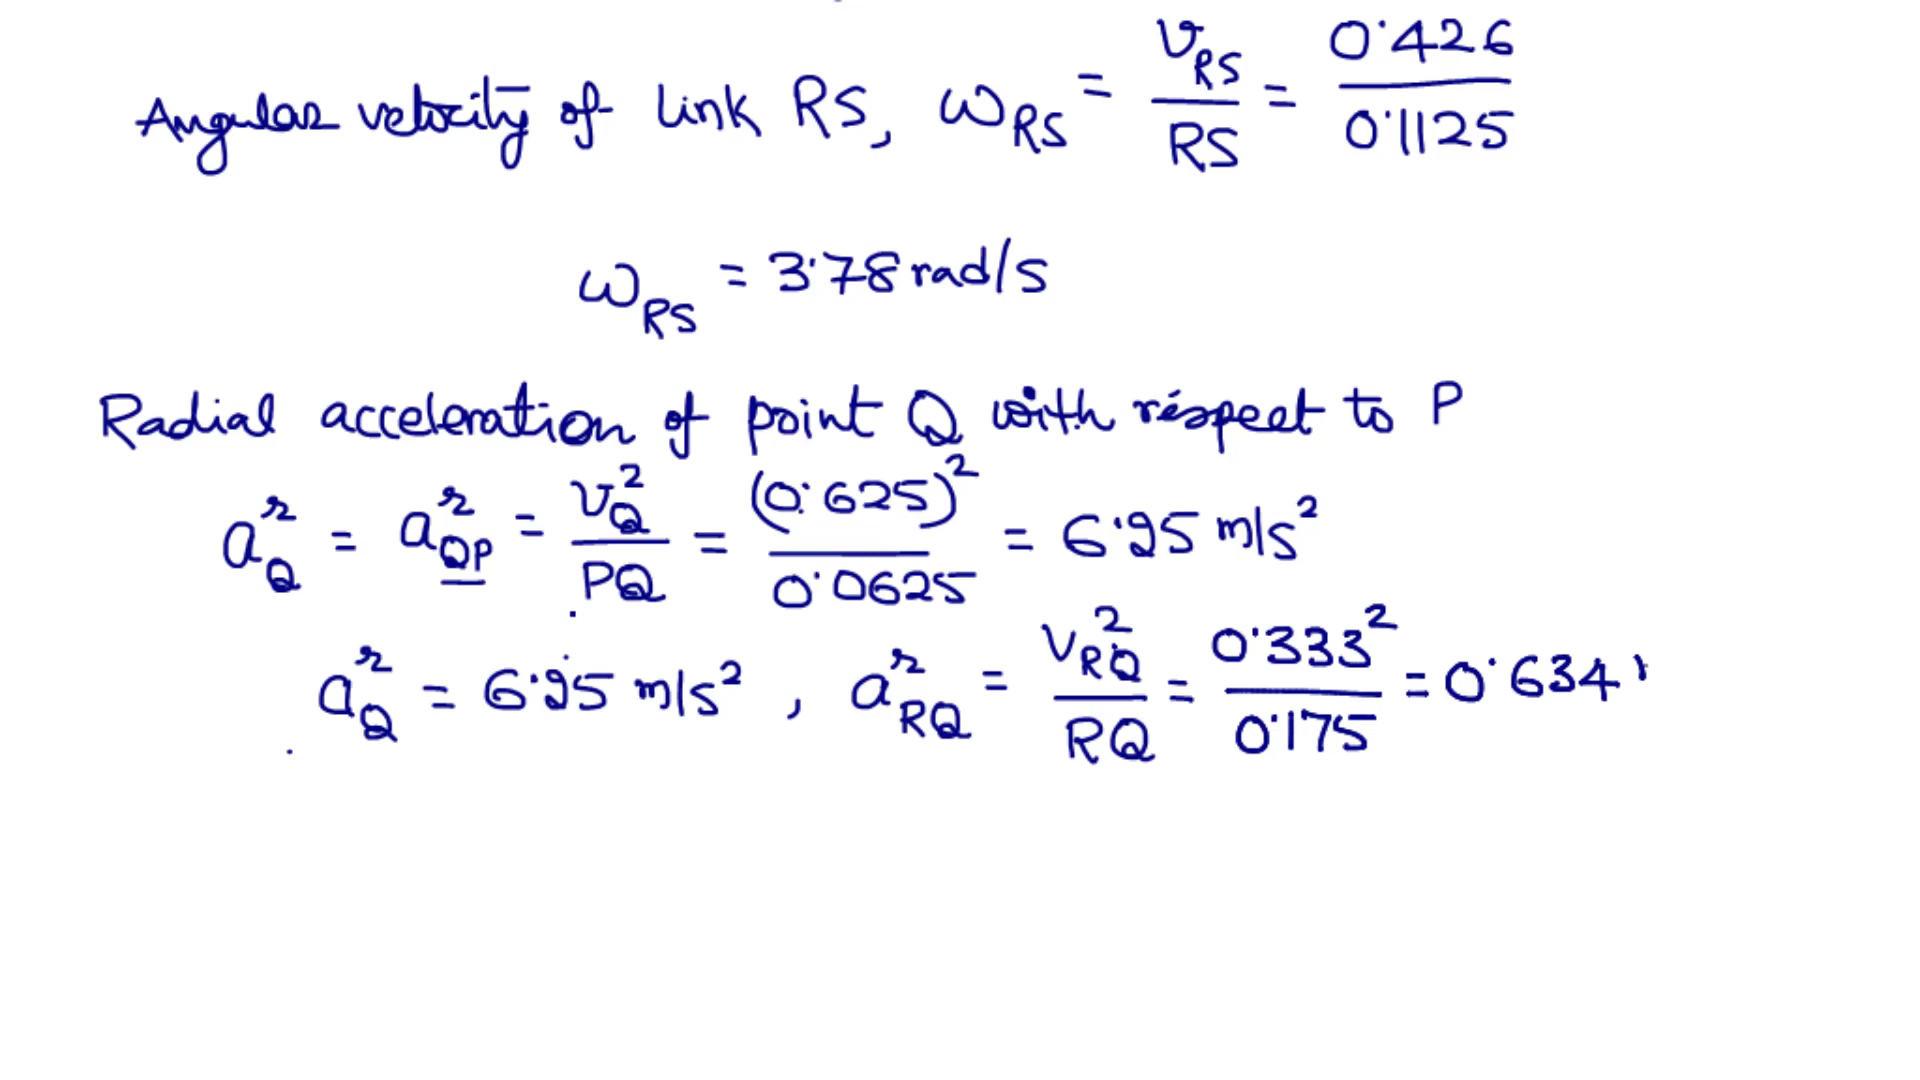 Angular velocity of link RS, ω_RS = v_RS / RS = 0.426 / 0.1125
ω_RS = 3.78 rad/s
Radial acceleration of point Q with respect to P
a^r_Q = a^r_QP = v_Q^2 / PQ = (0.625)^2 / 0.0625 = 6.25 m/s^2
a^r_Q = 6.25 m/s^2, a^r_RQ = v_RQ^2 / RQ = 0.333^2 / 0.175 = 0.634